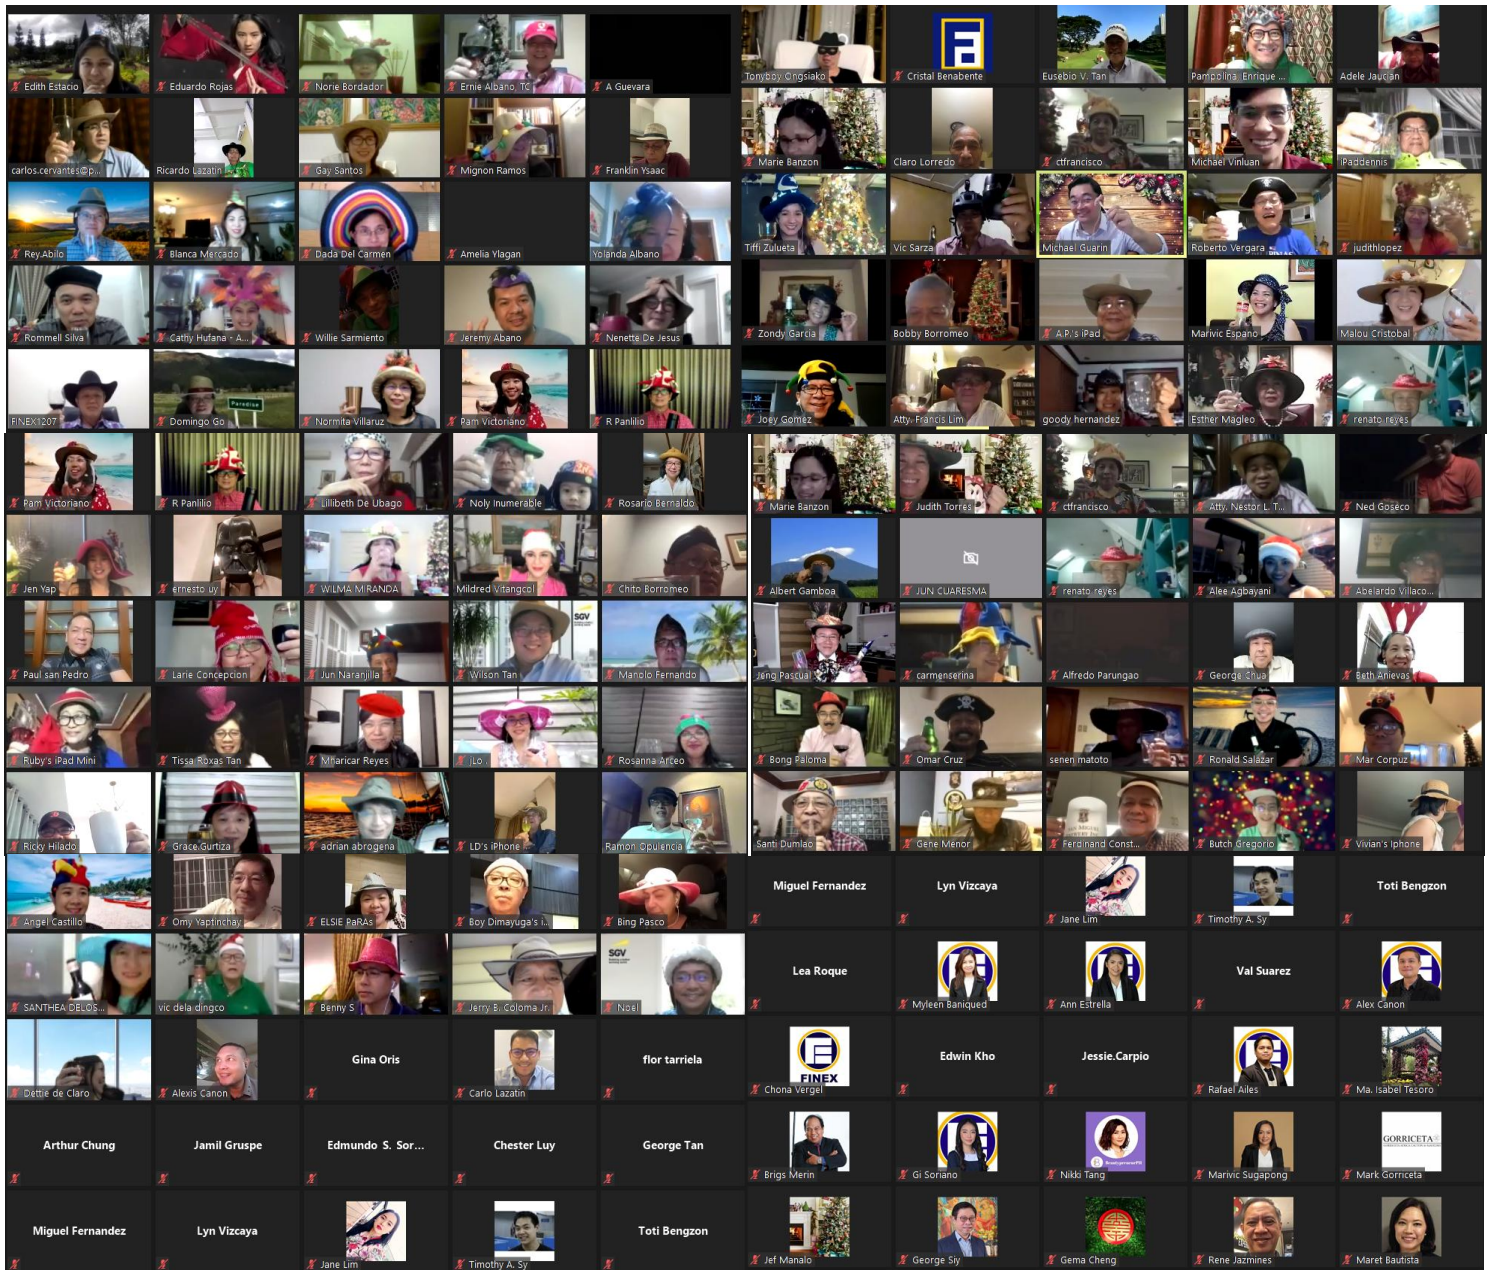 Edith Estacio
Eduardo Rojas
Norie Bordador
Ernie Albano, TC
A Guevara
carlos.cervantes@p...
Ricardo Lazatin
Gay Santos
Mignon Ramos
Franklin Ysaac
Rey.Abilo
Blanca Mercado
Dada Del Carmen
Amelia Ylagan
Yolanda Albano
Rommell Silva
Cathy Hufana - A...
Willie Sarmiento
Jeremy Abano
Nenette De Jesus
FINEX1207
Domingo Go
Paradise
Normita Villaruz
Pam Victoriano
R Panlilio
Tonyboy Ongsiako
Cristal Benabente
Eusebio V. Tan
Pampolina, Enrique ...
Adele Jaucian
Marie Banzon
Claro Lorredo
ctfrancisco
Michael Vinluan
iPaddennis
Tiffi Zulueta
Vic Sarza
Michael Guarin
Roberto Vergara
judithlopez
Zondy Garcia
Bobby Borromeo
A.P.'s iPad
Marivic Espano
Malou Cristobal
Joey Gomez
Atty. Francis Lim
goody hernandez
Esther Magleo
renato reyes
Pam Victoriano
R Panlilio
Lillibeth De Ubago
Noly Inumerable
Rosario Bernaldo
Jen Yap
ernesto uy
WILMA MIRANDA
Mildred Vitangcol
Chito Borromeo
Paul san Pedro
Larie Concepcion
Jun Naranjilla
SGV
Wilson Tan
Manolo Fernando
Ruby's iPad Mini
Tissa Roxas Tan
Mharicar Reyes
jLo .
Rosanna Arceo
Ricky Hilado
Grace.Gurtiza
adrian abrogena
LD's iPhone
Ramon Opulencia
Marie Banzon
Judith Torres
ctfrancisco
Atty. Nestor L. T...
Ned Goseco
Albert Gamboa
JUN CUARESMA
renato reyes
Alee Agbayani
Abelardo Villaco...
Jeng Pascual
carmenserina
Alfredo Parungao
George Chua
Beth Anievas
Bong Paloma
Omar Cruz
senen matoto
Ronald Salazar
Mar Corpuz
Santi Dumlao
Gene Menor
Ferdinand Const...
Butch Gregorio
Vivian's Iphone
Angel Castillo
Omy Yaptinchay
ELSIE PaRAs
Boy Dimayuga's i...
Bing Pasco
SANTHEA DELOS...
vic dela dingco
Benny S
Jerry B. Coloma Jr.
SGV
Noel
Dettie de Claro
Alexis Canon
Gina Oris
Carlo Lazatin
flor tarriela
Arthur Chung
Jamil Gruspe
Edmundo S. Sor...
Chester Luy
George Tan
Miguel Fernandez
Lyn Vizcaya
Jane Lim
Timothy A. Sy
Toti Bengzon
Miguel Fernandez
Lyn Vizcaya
Jane Lim
Timothy A. Sy
Toti Bengzon
Lea Roque
Myleen Baniqued
Ann Estrella
Val Suarez
Alex Canon
FINEX
Chona Vergel
Edwin Kho
Jessie.Carpio
Rafael Ailes
Ma. Isabel Tesoro
Brigs Merin
Gi Soriano
Nikki Tang
Marivic Sugapong
GORRICETA
Mark Gorriceta
Jef Manalo
George Siy
Gema Cheng
Rene Jazmines
Maret Bautista